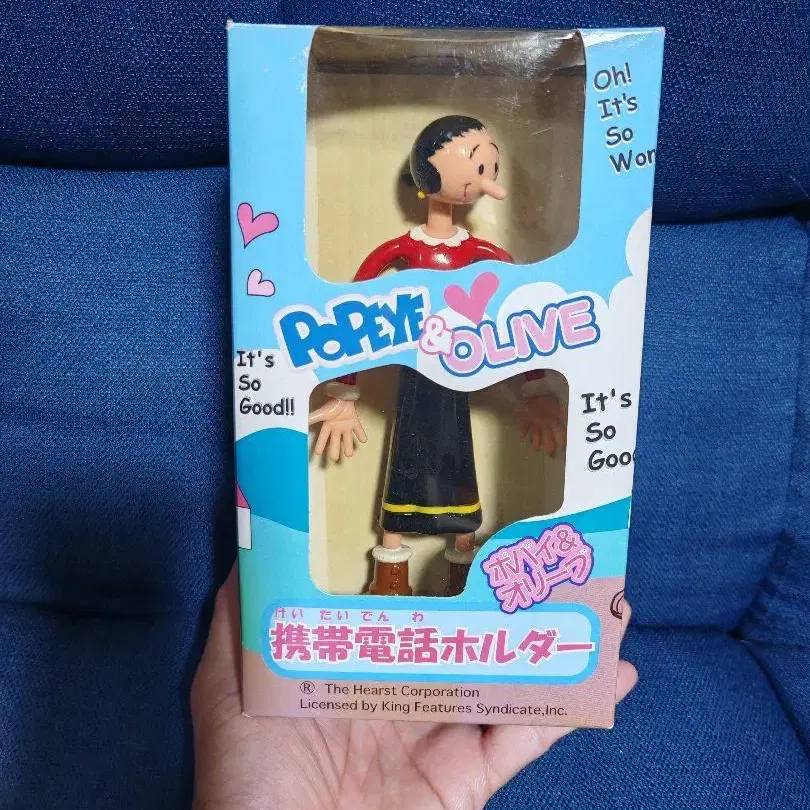 Oh!
It's
So
POPEYE
&
OLIVE
It's
So
Good!!
It's
So
ポパイ&
オリーブ
けい たい でん わ
携帯電話ホルダー
® The Hearst Corporation
Licensed by King Features Syndicate,Inc.